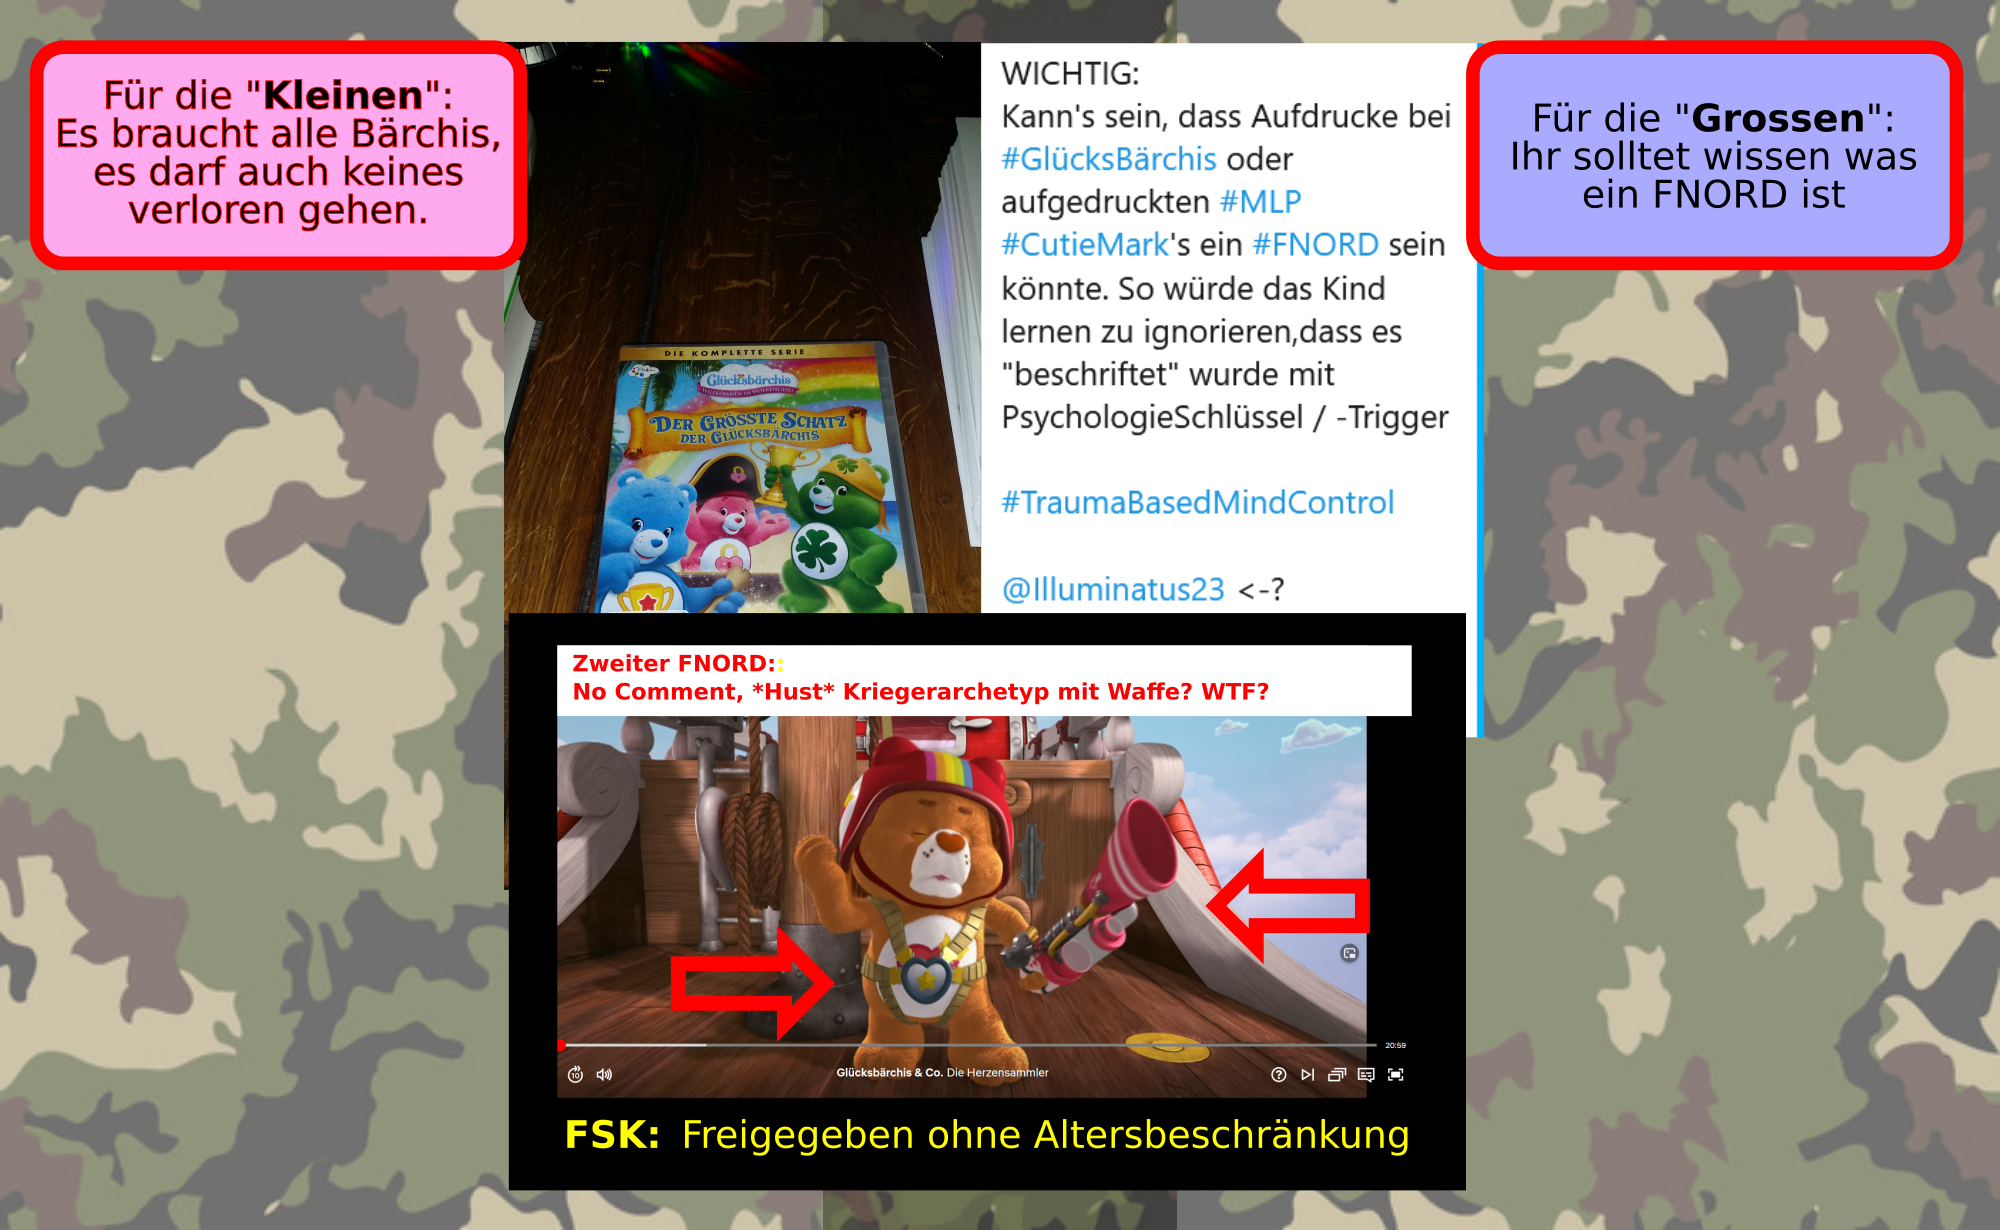 Für die "Kleinen":
Es braucht alle Bärchis,
es darf auch keines
verloren gehen.
WICHTIG:
Kann's sein, dass Aufdrucke bei
#GlücksBärchis oder
aufgedruckten #MLP
#CutieMark's ein #FNORD sein
könnte. So würde das Kind
lernen zu ignorieren,dass es
"beschriftet" wurde mit
PsychologieSchlüssel / -Trigger
#TraumaBasedMindControl
@Illuminatus23 <-?
Für die "Grossen":
Ihr solltet wissen was
ein FNORD ist
DIE KOMPLETTE SERIE
Glücksbärchis
WILLKOMMEN IM WOLKENLAND
DER GRÖSSTE SCHATZ
DER GLÜCKSBÄRCHIS
Zweiter FNORD::
No Comment, *Hust* Kriegerarchetyp mit Waffe? WTF?
20:59
10
Glücksbärchis & Co. Die Herzensammler
?
FSK: Freigegeben ohne Altersbeschränkung